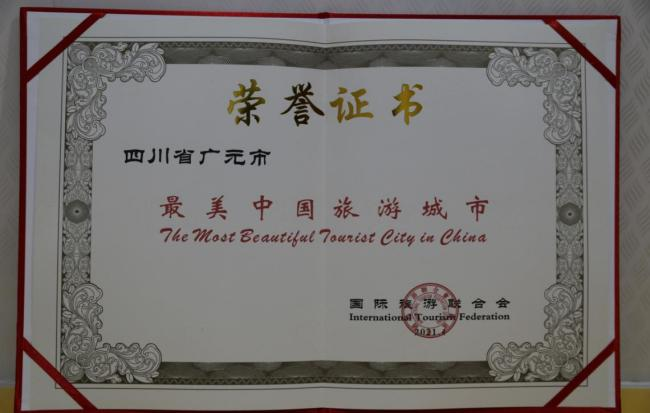 荣誉证书
四川省广元市
最美中国旅游城市
The Most Beautiful Tourist City in China
国际旅游联合会
International Tourism Federation